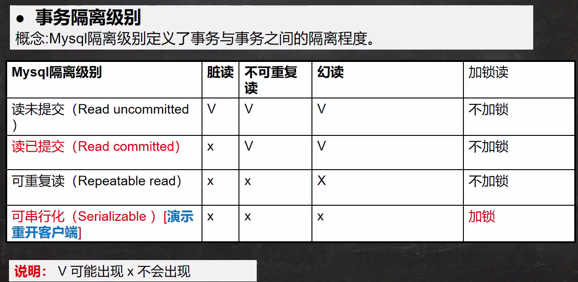 ● 事务隔离级别
概念:Mysql隔离级别定义了事务与事务之间的隔离程度。
Mysql隔离级别 脏读 不可重复 幻读 加锁读
读
读未提交（Read uncommitted V V V 不加锁
）
读已提交（Read committed） x V V 不加锁
可重复读（Repeatable read） x x X 不加锁
可串行化（Serializable ）[演示 x x x 加锁
重开客户端]
说明： V 可能出现 x 不会出现